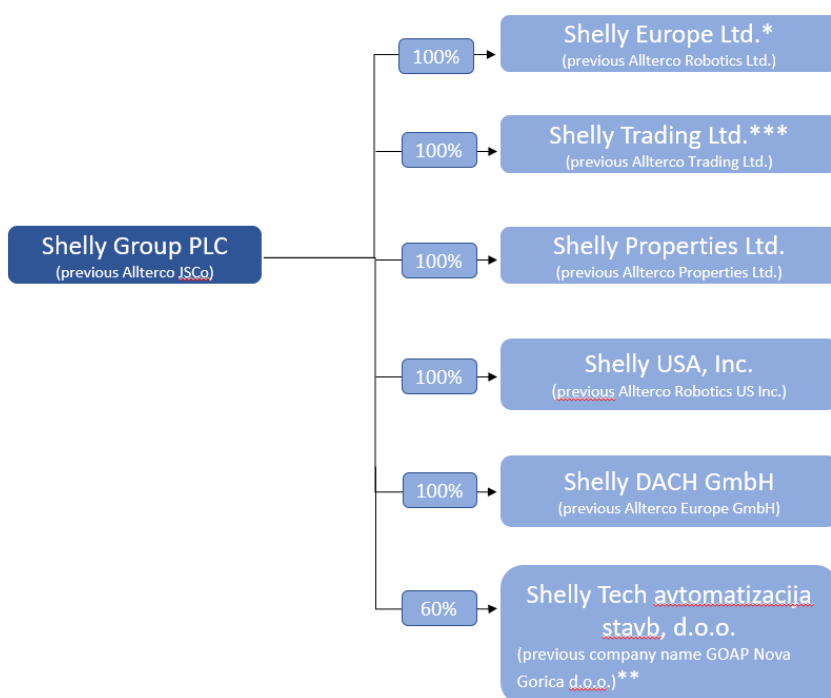 Shelly Europe Ltd.*
(previous Allterco Robotics Ltd.)
100%
Shelly Trading Ltd.***
(previous Allterco Trading Ltd.)
100%
Shelly Group PLC
(previous Allterco JSCo)
Shelly Properties Ltd.
(previous Allterco Properties Ltd.)
100%
Shelly USA, Inc.
(previous Allterco Robotics US Inc.)
100%
Shelly DACH GmbH
(previous Allterco Europe GmbH)
100%
Shelly Tech avtomatizacija
stavb, d.o.o.
(previous company name GOAP Nova
Gorica d.o.o.)**
60%